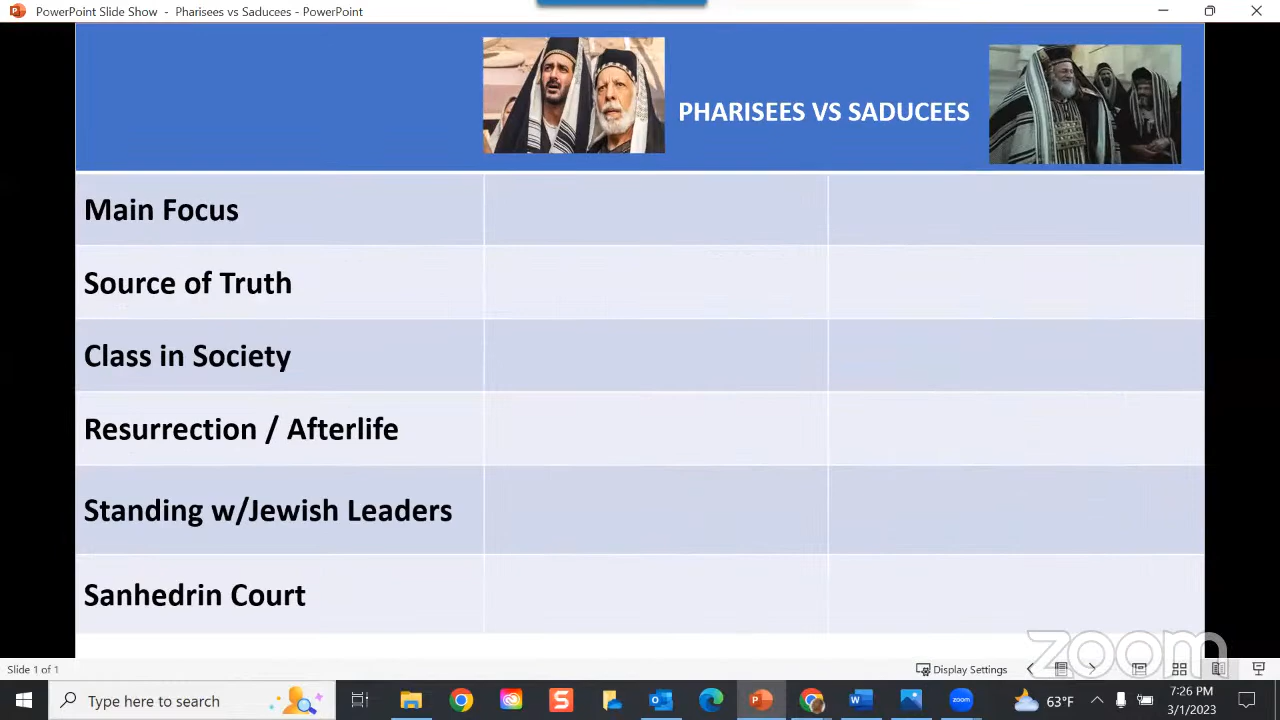 PowerPoint Slide Show - Pharisees vs Saducees - PowerPoint
PHARISEES VS SADUCEES
Main Focus
Source of Truth
Class in Society
Resurrection / Afterlife
Standing w/Jewish Leaders
Sanhedrin Court
zoom
Slide 1 of 1
Display Settings
Type here to search
zoom
63°F
7:26 PM
3/1/2023